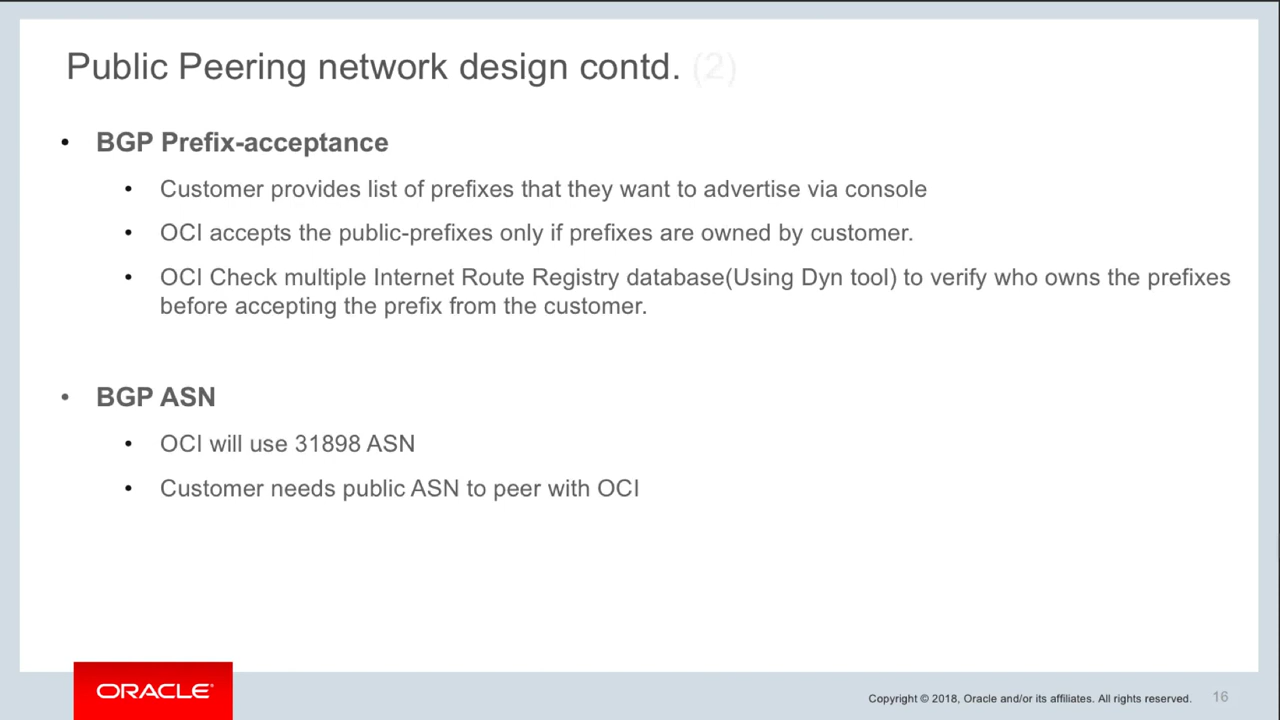 Public Peering network design contd. (2)
• BGP Prefix-acceptance
• Customer provides list of prefixes that they want to advertise via console
• OCI accepts the public-prefixes only if prefixes are owned by customer.
• OCI Check multiple Internet Route Registry database(Using Dyn tool) to verify who owns the prefixes
before accepting the prefix from the customer.
• BGP ASN
• OCI will use 31898 ASN
• Customer needs public ASN to peer with OCI
ORACLE®
Copyright © 2018, Oracle and/or its affiliates. All rights reserved. 16